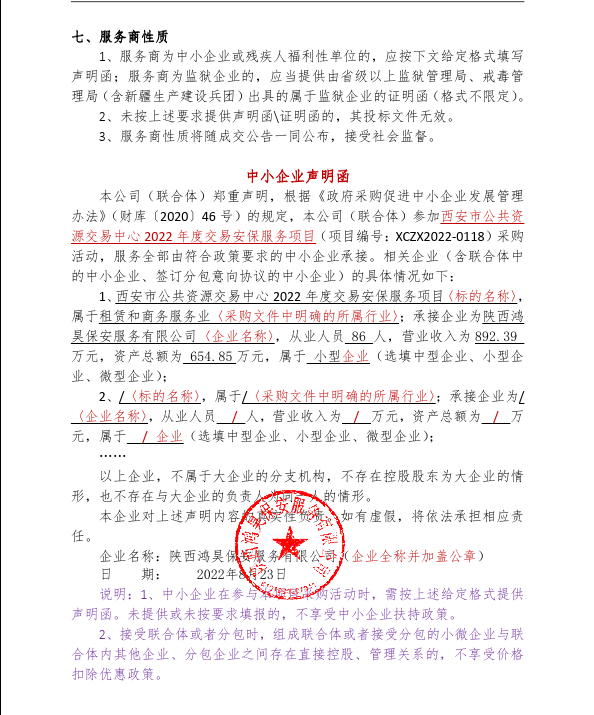 七、服务商性质
1、服务商为中小企业或残疾人福利性单位的，应按下文给定格式填写
声明函；服务商为监狱企业的，应当提供由省级以上监狱管理局、戒毒管
理局（含新疆生产建设兵团）出具的属于监狱企业的证明函（格式不限定）。
2、未按上述要求提供声明函\证明函的，其投标文件无效。
3、服务商性质将随成交公告一同公布，接受社会监督。
中小企业声明函
本公司（联合体）郑重声明，根据《政府采购促进中小企业发展管理
办法》（财库〔2020〕46 号）的规定，本公司（联合体）参加西安市公共资
源交易中心 2022 年度交易安保服务项目（项目编号：XCZX2022-0118）采购
活动，服务全部由符合政策要求的中小企业承接。相关企业（含联合体中
的中小企业、签订分包意向协议的中小企业）的具体情况如下：
1、西安市公共资源交易中心 2022 年度交易安保服务项目〈标的名称〉，
属于租赁和商务服务业〈采购文件中明确的所属行业〉；承接企业为陕西鸿
昊保安服务有限公司〈企业名称〉，从业人员 86 人，营业收入为 892.39
万元，资产总额为 654.85 万元，属于 小型企业（选填中型企业、小型企
业、微型企业）；
2、/〈标的名称〉，属于/〈采购文件中明确的所属行业〉；承接企业为/
〈企业名称〉，从业人员 / 人，营业收入为 / 万元，资产总额为 / 万
元，属于 / 企业（选填中型企业、小型企业、微型企业）；
……
以上企业，不属于大企业的分支机构，不存在控股股东为大企业的情
形，也不存在与大企业的负责人为同一人的情形。
本企业对上述声明内容的真实性负责。如有虚假，将依法承担相应责
任。
企业名称：陕西鸿昊保安服务有限公司（企业全称并加盖公章）
日 期： 2022年8月23日
说明：1、中小企业在参与政府采购活动时，需按上述给定格式提供
声明函。未提供或未按要求填报的，不享受中小企业扶持政策。
2、接受联合体或者分包时，组成联合体或者接受分包的小微企业与联
合体内其他企业、分包企业之间存在直接控股、管理关系的，不享受价格
扣除优惠政策。